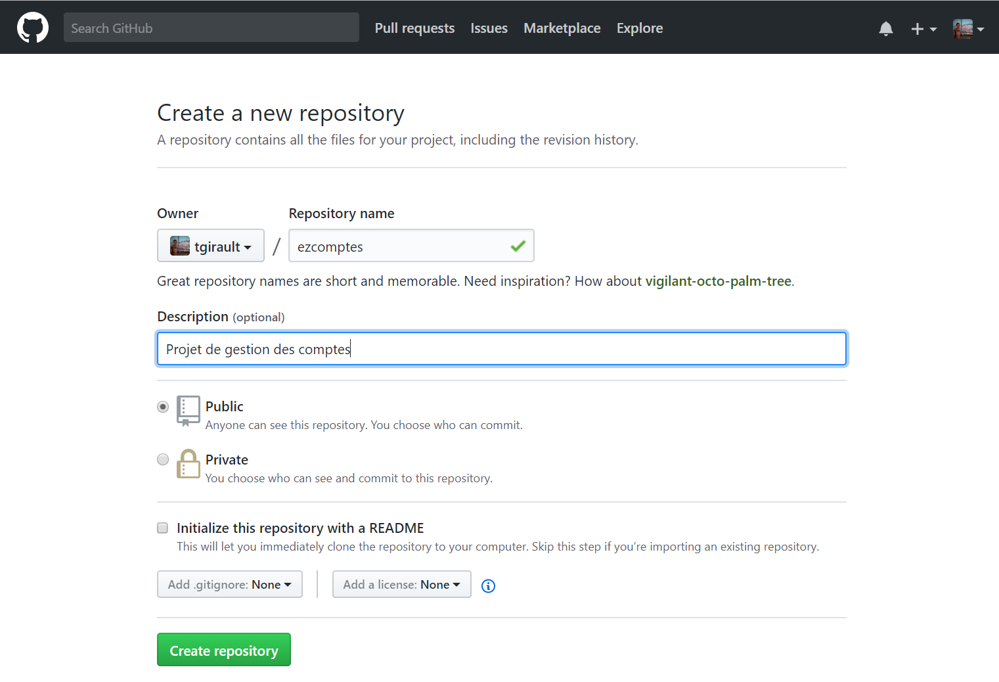 Search GitHub
Pull requests Issues Marketplace Explore
Create a new repository
A repository contains all the files for your project, including the revision history.
Owner Repository name
tgirault / ezcomptes
Great repository names are short and memorable. Need inspiration? How about vigilant-octo-palm-tree.
Description (optional)
Projet de gestion des comptes
Public
Anyone can see this repository. You choose who can commit.
Private
You choose who can see and commit to this repository.
Initialize this repository with a README
This will let you immediately clone the repository to your computer. Skip this step if you’re importing an existing repository.
Add .gitignore: None Add a license: None
Create repository